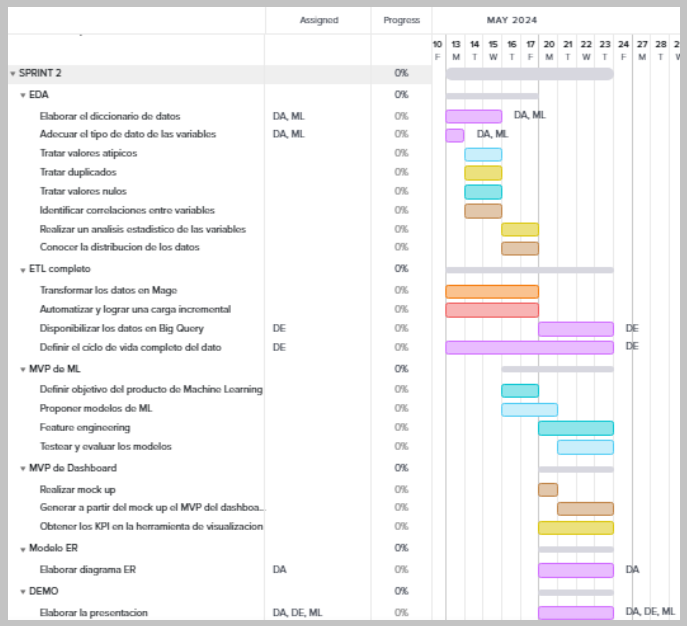 Assigned Progress MAY 2024
10 13 14 15 16 17 20 21 22 23 24 27 28
F M T W T F M T W T F M T
SPRINT 2 0%
EDA 0%
Elaborar el diccionario de datos DA, ML 0% DA, ML
Adecuar el tipo de dato de las variables DA, ML 0% DA, ML
Tratar valores atipicos 0%
Tratar duplicados 0%
Tratar valores nulos 0%
Identificar correlaciones entre variables 0%
Realizar un analisis estadistico de las variables 0%
Conocer la distribucion de los datos 0%
ETL completo 0%
Transformar los datos en Mage 0%
Automatizar y lograr una carga incremental 0%
Disponibilizar los datos en Big Query DE 0% DE
Definir el ciclo de vida completo del dato DE 0% DE
MVP de ML 0%
Definir objetivo del producto de Machine Learning 0%
Proponer modelos de ML 0%
Feature engineering 0%
Testear y evaluar los modelos 0%
MVP de Dashboard 0%
Realizar mock up 0%
Generar a partir del mock up el MVP del dashboa... 0%
Obtener los KPI en la herramienta de visualizacion 0%
Modelo ER 0%
Elaborar diagrama ER DA 0% DA
DEMO 0%
Elaborar la presentacion DA, DE, ML 0% DA, DE, ML